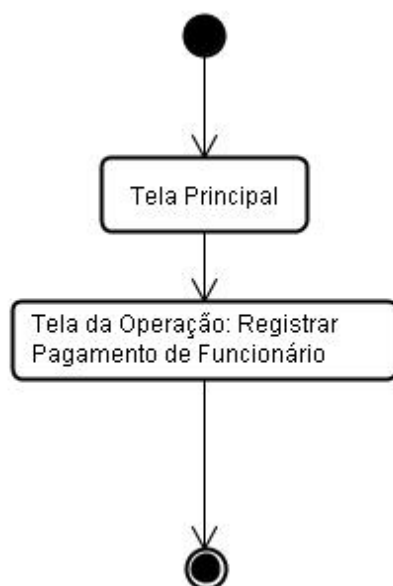 Tela Principal
Tela da Operação: Registrar
Pagamento de Funcionário